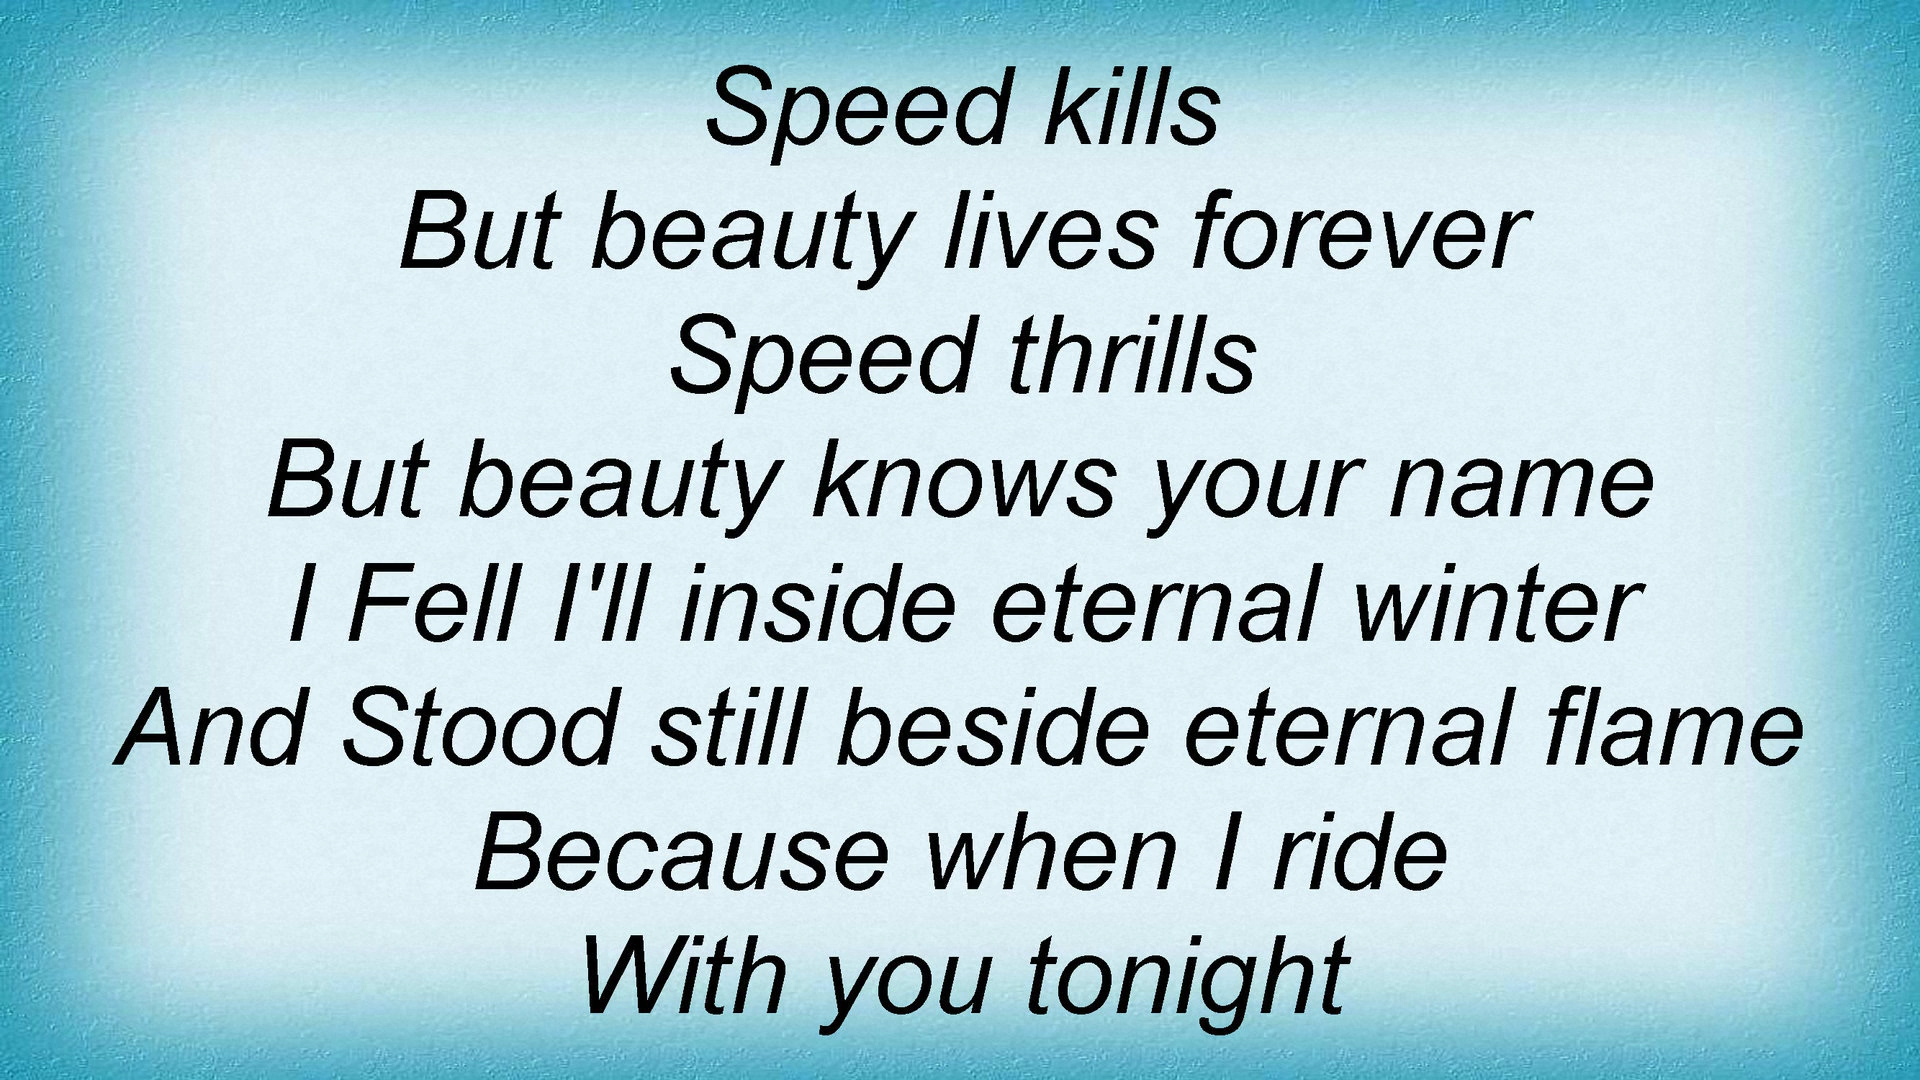 Speed kills
But beauty lives forever
Speed thrills
But beauty knows your name
I Fell I'll inside eternal winter
And Stood still beside eternal flame
Because when I ride
With you tonight